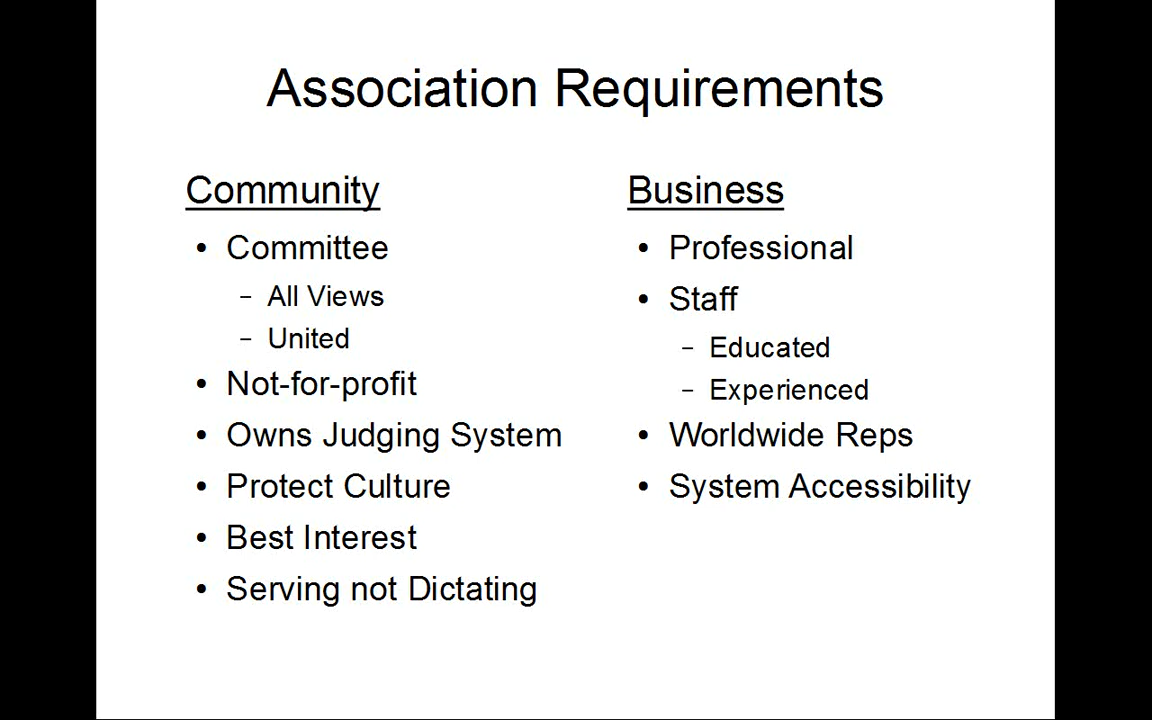 Association Requirements
Community
• Committee
– All Views
– United
• Not-for-profit
• Owns Judging System
• Protect Culture
• Best Interest
• Serving not Dictating
Business
• Professional
• Staff
– Educated
– Experienced
• Worldwide Reps
• System Accessibility